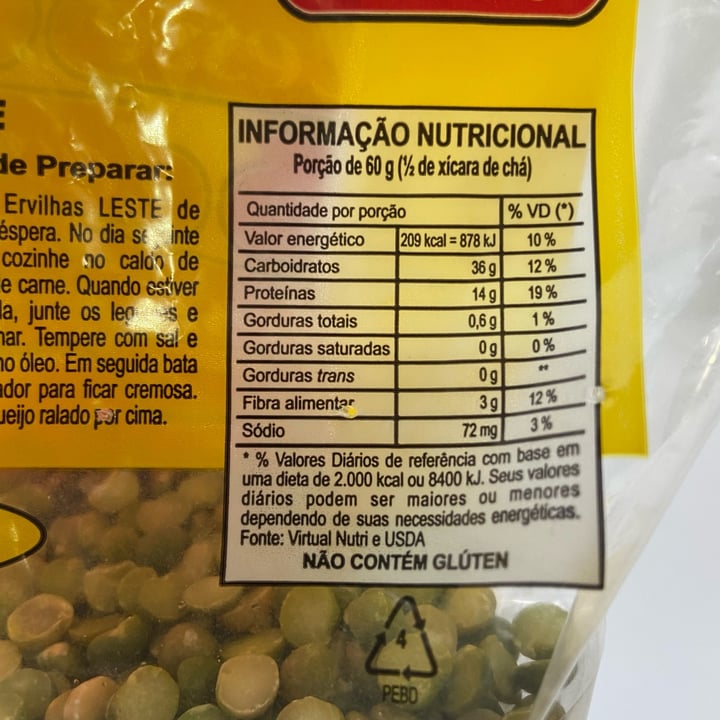 E
de Preparar:
Ervilhas LESTE de
éspera. No dia
cozinhe no caldo de
e carne. Quando estiver
la, junte os e
nar. Tempere com sal e
no óleo. Em seguida bata
ador para ficar cremosa.
ueijo ralado por cima.
INFORMAÇÃO NUTRICIONAL
Porção de 60 g (½ de xícara de chá)
Quantidade por porção % VD (*)
Valor energético 209 kcal = 878 kJ 10 %
Carboidratos 36 g 12 %
Proteínas 14 g 19 %
Gorduras totais 0,6 g 1 %
Gorduras saturadas 0 g 0 %
Gorduras trans 0 g **
Fibra alimentar 3 g 12 %
Sódio 72 mg 3 %
* % Valores Diários de referência com base em
uma dieta de 2.000 kcal ou 8400 kJ. Seus valores
diários podem ser maiores ou menores
dependendo de suas necessidades energéticas.
Fonte: Virtual Nutri e USDA
NÃO CONTÉM GLÚTEN
4
PEBD